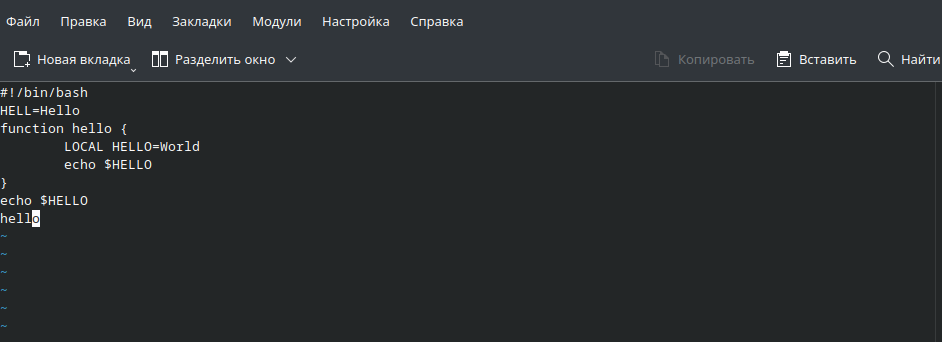 Файл Правка Вид Закладки Модули Настройка Справка
Новая вкладка Разделить окно Копировать Вставить Найти
#!/bin/bash
HELL=Hello
function hello {
        LOCAL HELLO=World
        echo $HELLO
}
echo $HELLO
hello
~
~
~
~
~
~